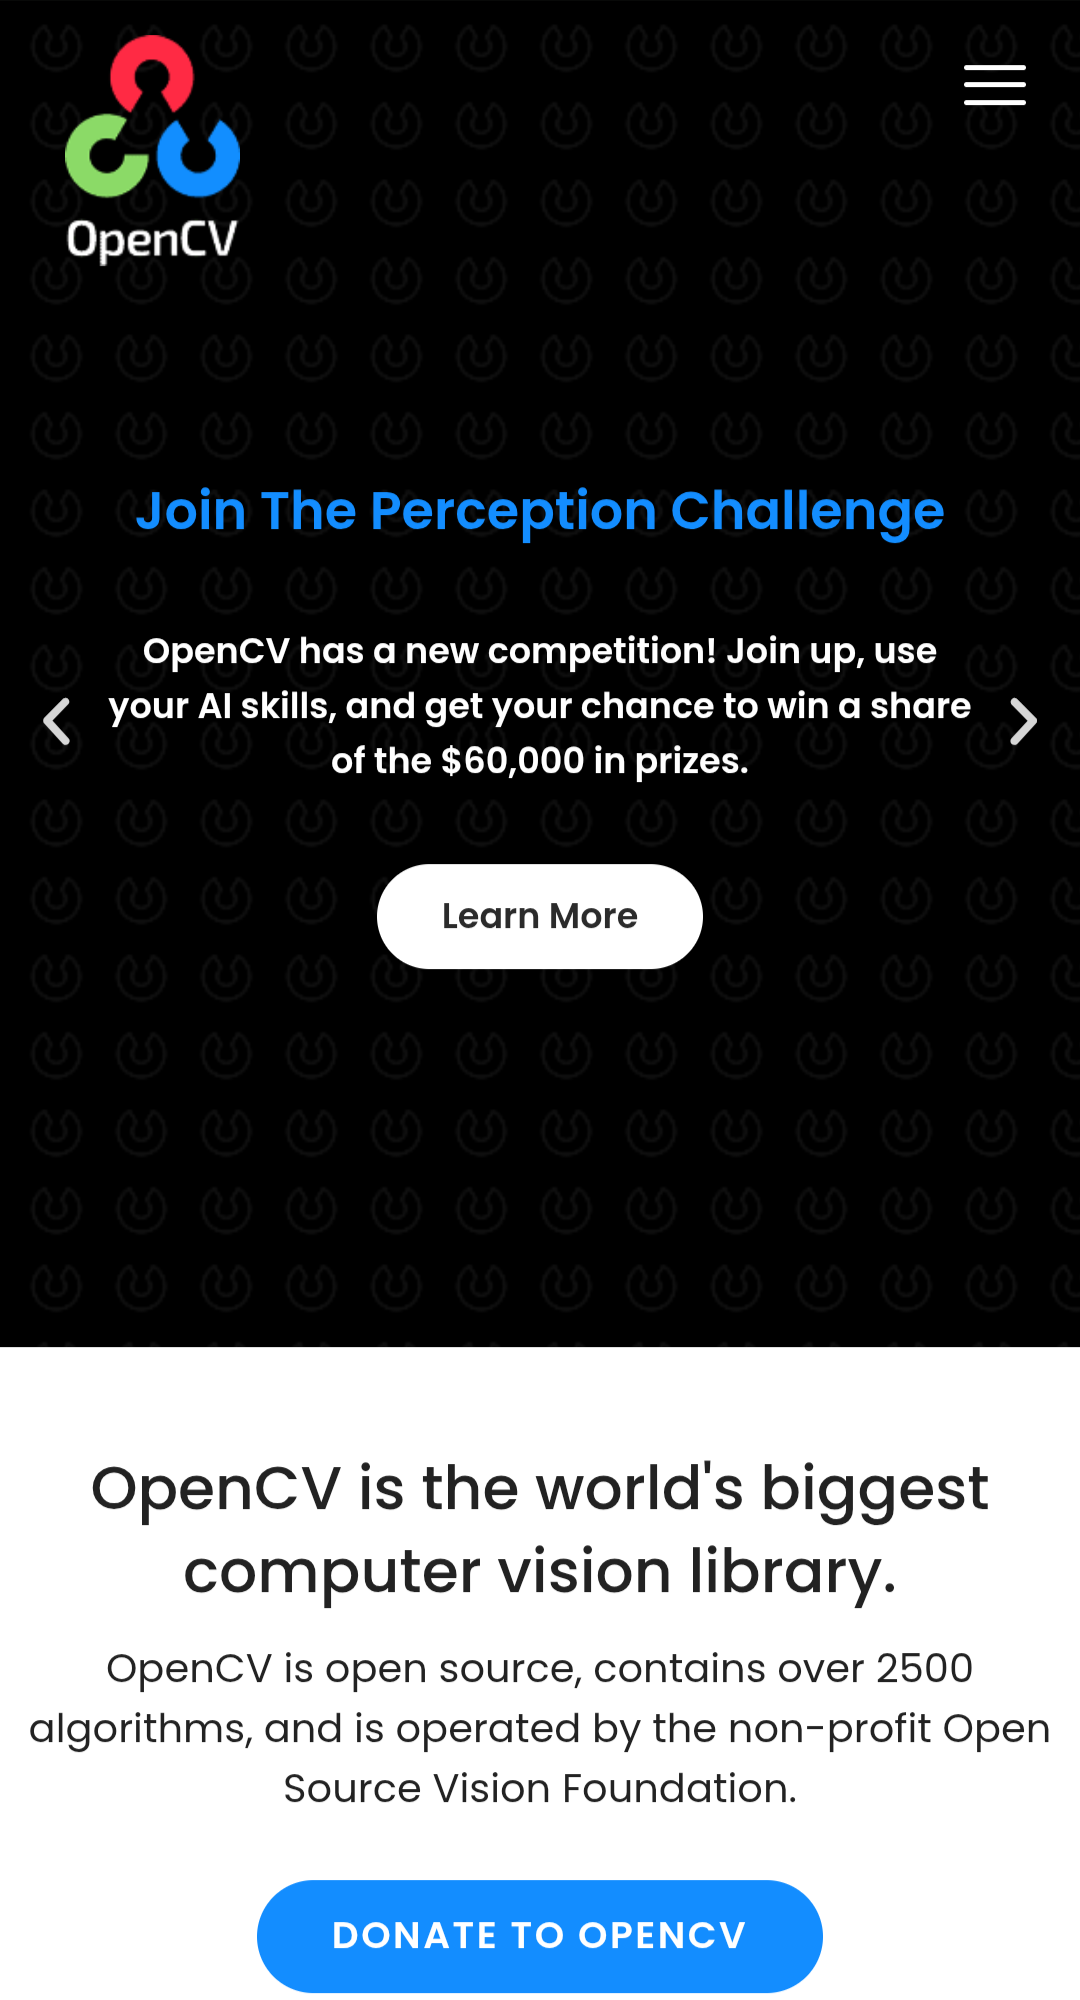 OpenCV
Join The Perception Challenge
OpenCV has a new competition! Join up, use
your AI skills, and get your chance to win a share
of the $60,000 in prizes.
Learn More
OpenCV is the world's biggest
computer vision library.
OpenCV is open source, contains over 2500
algorithms, and is operated by the non-profit Open
Source Vision Foundation.
DONATE TO OPENCV